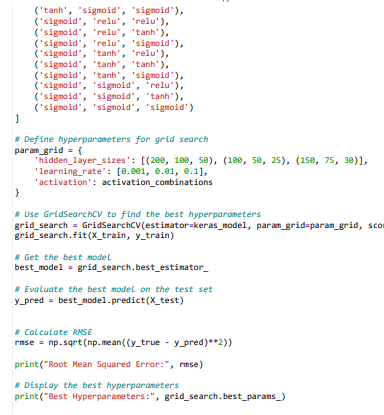 ('tanh', 'sigmoid', 'sigmoid'),
('sigmoid', 'relu', 'relu'),
('sigmoid', 'relu', 'tanh'),
('sigmoid', 'relu', 'sigmoid'),
('sigmoid', 'tanh', 'relu'),
('sigmoid', 'tanh', 'tanh'),
('sigmoid', 'tanh', 'sigmoid'),
('sigmoid', 'sigmoid', 'relu'),
('sigmoid', 'sigmoid', 'tanh'),
('sigmoid', 'sigmoid', 'sigmoid')
]
# Define hyperparameters for grid search
param_grid = {
'hidden_layer_sizes': [(200, 100, 50), (100, 50, 25), (150, 75, 30)],
'learning_rate': [0.001, 0.01, 0.1],
'activation': activation_combinations
}
# Use GridSearchCV to find the best hyperparameters
grid_search = GridSearchCV(estimator=keras_model, param_grid=param_grid, sco
grid_search.fit(X_train, y_train)
# Get the best model
best_model = grid_search.best_estimator_
# Evaluate the best model on the test set
y_pred = best_model.predict(X_test)
# Calculate RMSE
rmse = np.sqrt(np.mean((y_true - y_pred)**2))
print("Root Mean Squared Error:", rmse)
# Display the best hyperparameters
print("Best Hyperparameters:", grid_search.best_params_)